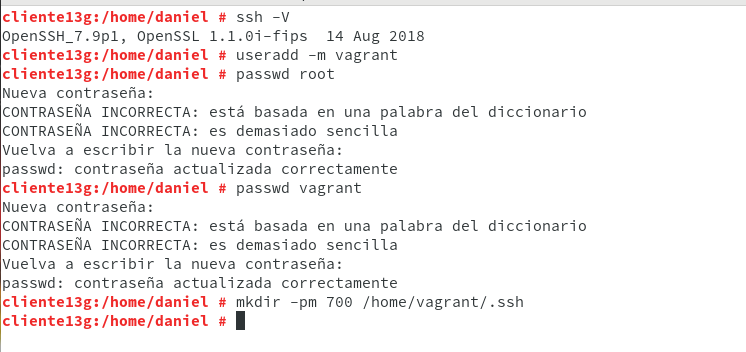 cliente13g:/home/daniel # ssh -V
OpenSSH_7.9p1, OpenSSL 1.1.0i-fips  14 Aug 2018
cliente13g:/home/daniel # useradd -m vagrant
cliente13g:/home/daniel # passwd root
Nueva contraseña:
CONTRASEÑA INCORRECTA: está basada en una palabra del diccionario
CONTRASEÑA INCORRECTA: es demasiado sencilla
Vuelva a escribir la nueva contraseña:
passwd: contraseña actualizada correctamente
cliente13g:/home/daniel # passwd vagrant
Nueva contraseña:
CONTRASEÑA INCORRECTA: está basada en una palabra del diccionario
CONTRASEÑA INCORRECTA: es demasiado sencilla
Vuelva a escribir la nueva contraseña:
passwd: contraseña actualizada correctamente
cliente13g:/home/daniel # mkdir -pm 700 /home/vagrant/.ssh
cliente13g:/home/daniel #